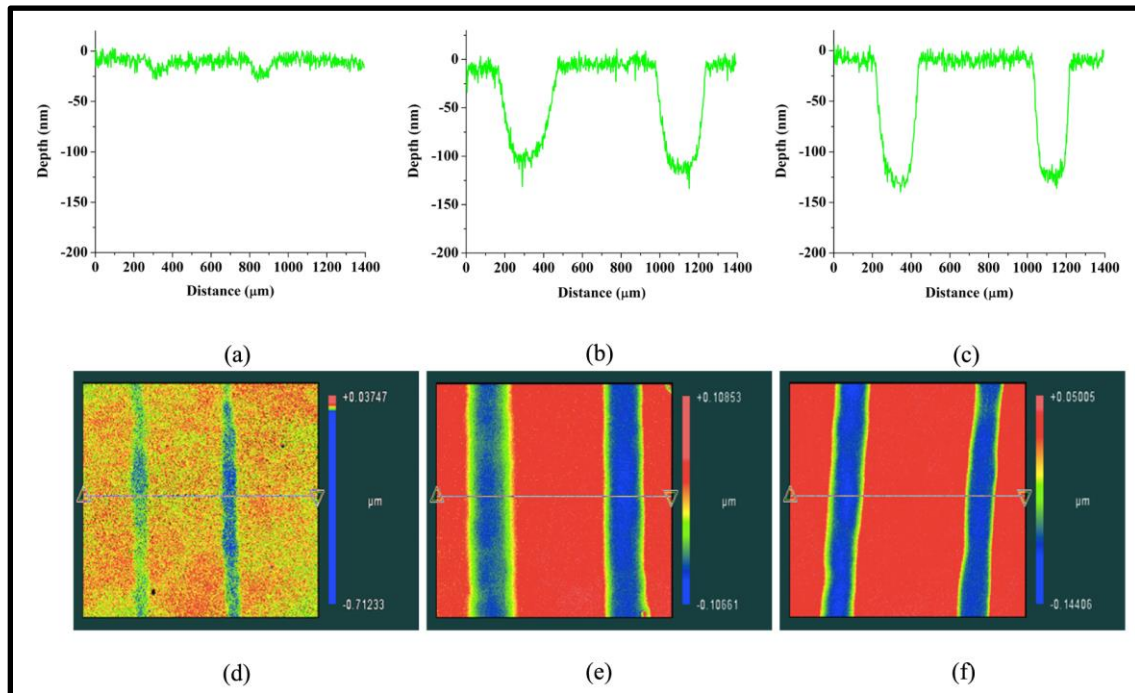 0
-50
-100
-150
-200
Depth (nm)
0 200 400 600 800 1000 1200 1400
Distance (μm)
(a)
0
-50
-100
-150
-200
Depth (nm)
0 200 400 600 800 1000 1200 1400
Distance (μm)
(b)
0
-50
-100
-150
-200
Depth (nm)
0 200 400 600 800 1000 1200 1400
Distance (μm)
(c)
+0.03747
μm
-0.71233
(d)
+0.10853
μm
-0.10661
(e)
+0.05005
μm
-0.14406
(f)